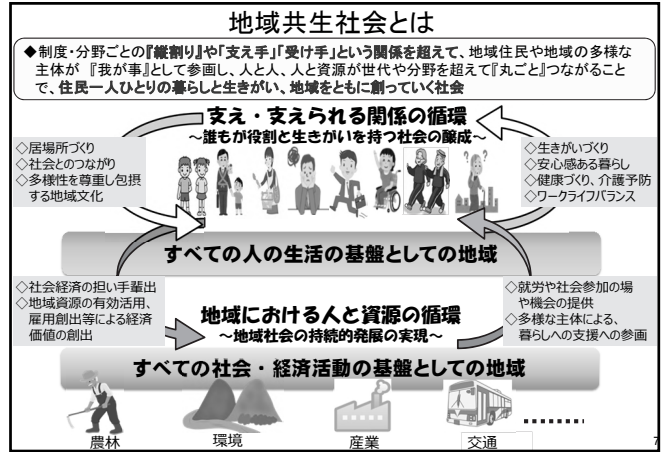 地域共生社会とは
◆制度・分野ごとの『縦割り』や「支え手」「受け手」という関係を超えて、地域住民や地域の多様な
主体が 『我が事』として参画し、人と人、人と資源が世代や分野を超えて『丸ごと』つながること
で、住民一人ひとりの暮らしと生きがい、地域をともに創っていく社会
支え・支えられる関係の循環
～誰もが役割と生きがいを持つ社会の醸成～
◇居場所づくり
◇社会とのつながり
◇多様性を尊重し包摂
する地域文化
◇生きがいづくり
◇安心感ある暮らし
◇健康づくり、介護予防
◇ワークライフバランス
すべての人の生活の基盤としての地域
◇社会経済の担い手輩出
◇地域資源の有効活用、
雇用創出等による経済
価値の創出
地域における人と資源の循環
～地域社会の持続的発展の実現～
◇就労や社会参加の場
や機会の提供
◇多様な主体による、
暮らしへの支援への参画
すべての社会・経済活動の基盤としての地域
農林
環境
産業
交通
7